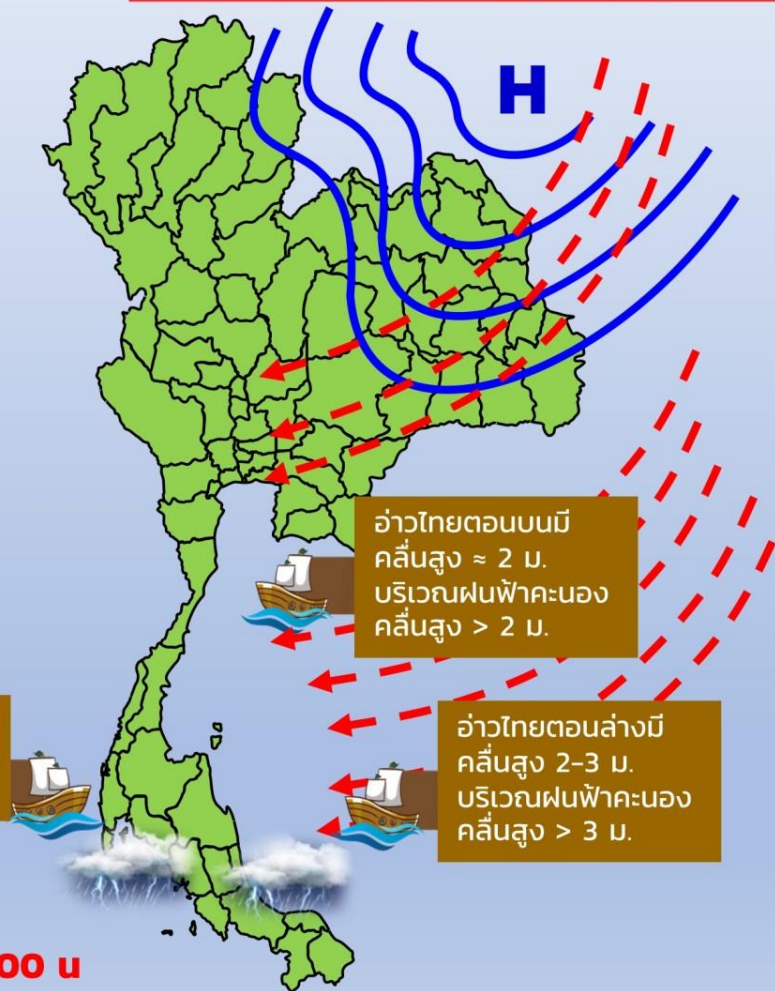 H
อ่าวไทยตอนบนมี
คลื่นสูง ≈ 2 ม.
บริเวณฝนฟ้าคะนอง
คลื่นสูง > 2 ม.
อ่าวไทยตอนล่างมี
คลื่นสูง 2-3 ม.
บริเวณฝนฟ้าคะนอง
คลื่นสูง > 3 ม.
00 น